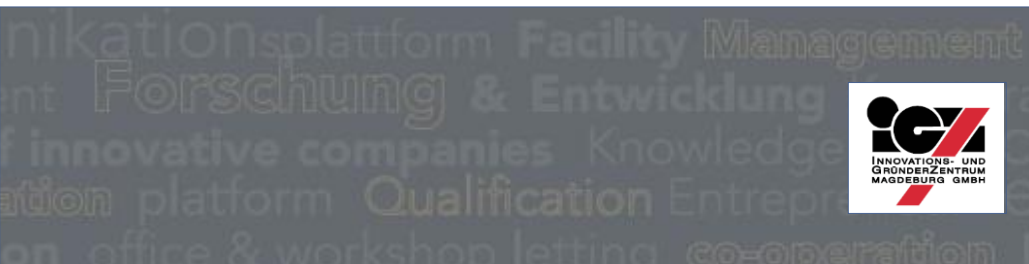 nikationsplattform Facility Management
ent Forschung & Entwicklung K
f innovative companies Knowledge
ation platform Qualification Entrepre
on office & workshop letting co-operation
iGZ
INNOVATIONS- UND
GRÜNDERZENTRUM
MAGDEBURG GMBH